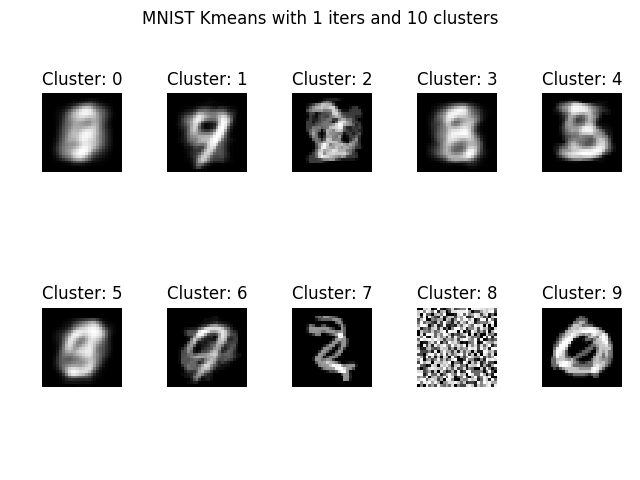 MNIST Kmeans with 1 iters and 10 clusters
Cluster: 0 Cluster: 1 Cluster: 2 Cluster: 3 Cluster: 4
Cluster: 5 Cluster: 6 Cluster: 7 Cluster: 8 Cluster: 9